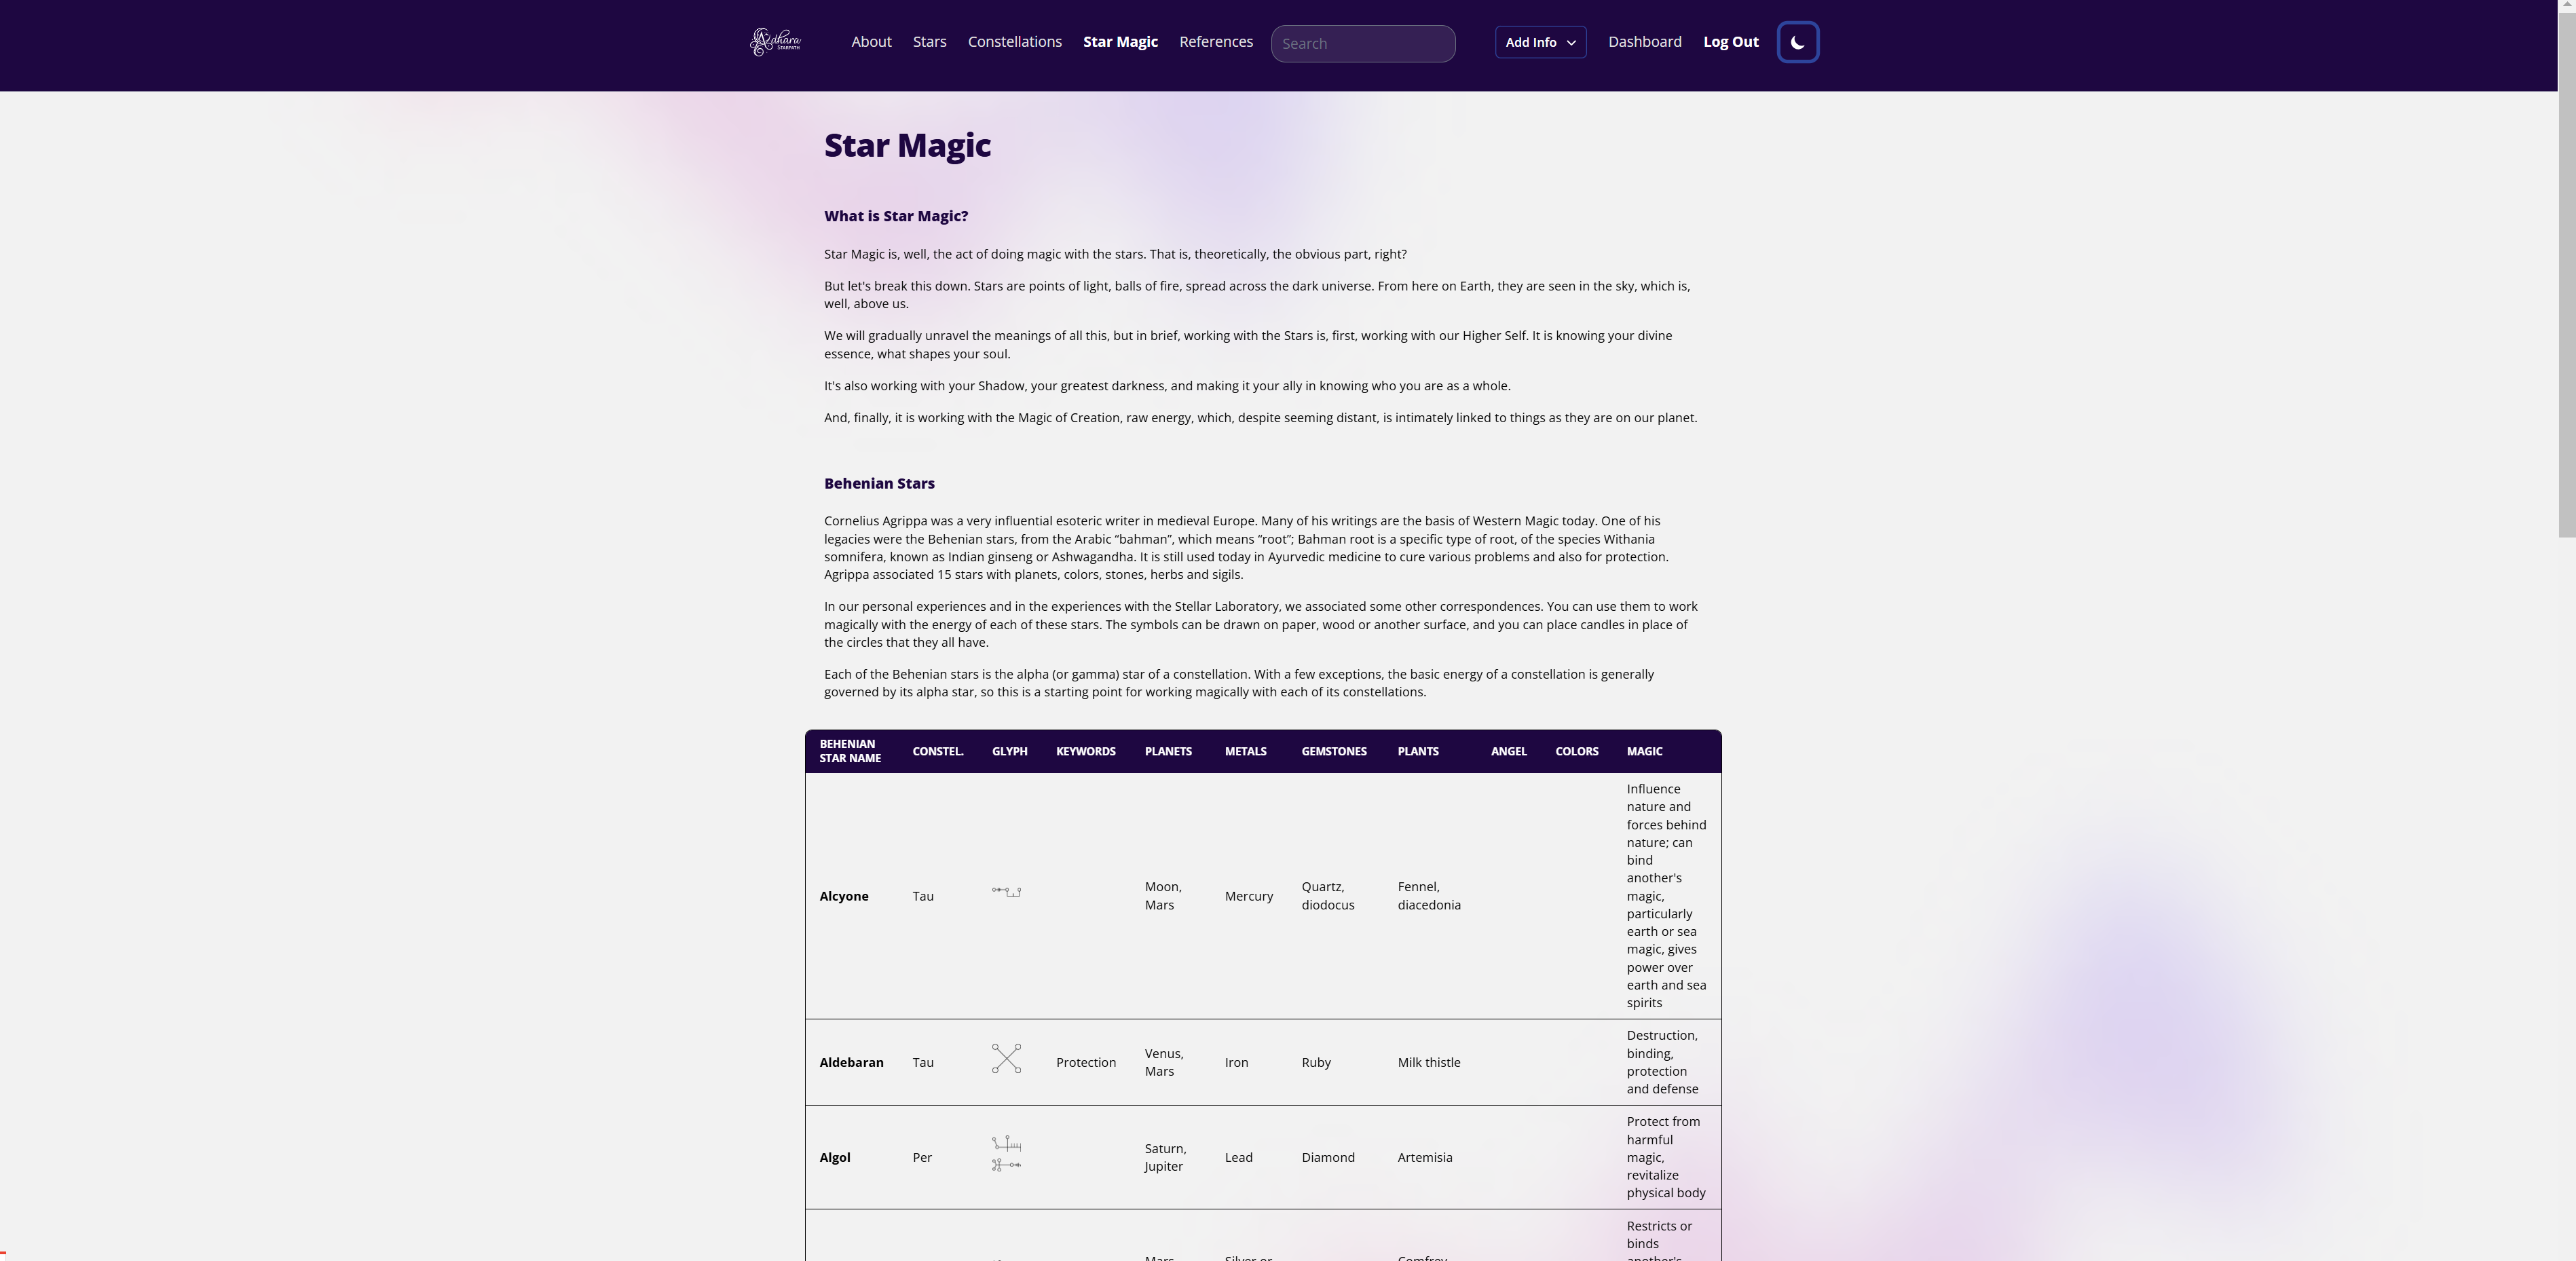 Adhara
STARPATH
About Stars Constellations Star Magic References Search Add Info Dashboard Log Out
Star Magic
What is Star Magic?
Star Magic is, well, the act of doing magic with the stars. That is, theoretically, the obvious part, right?
But let's break this down. Stars are points of light, balls of fire, spread across the dark universe. From here on Earth, they are seen in the sky, which is,
well, above us.
We will gradually unravel the meanings of all this, but in brief, working with the Stars is, first, working with our Higher Self. It is knowing your divine
essence, what shapes your soul.
It's also working with your Shadow, your greatest darkness, and making it your ally in knowing who you are as a whole.
And, finally, it is working with the Magic of Creation, raw energy, which, despite seeming distant, is intimately linked to things as they are on our planet.
Behenian Stars
Cornelius Agrippa was a very influential esoteric writer in medieval Europe. Many of his writings are the basis of Western Magic today. One of his
legacies were the Behenian stars, from the Arabic “bahman”, which means “root”; Bahman root is a specific type of root, of the species Withania
somnifera, known as Indian ginseng or Ashwagandha. It is still used today in Ayurvedic medicine to cure various problems and also for protection.
Agrippa associated 15 stars with planets, colors, stones, herbs and sigils.
In our personal experiences and in the experiences with the Stellar Laboratory, we associated some other correspondences. You can use them to work
magically with the energy of each of these stars. The symbols can be drawn on paper, wood or another surface, and you can place candles in place of
the circles that they all have.
Each of the Behenian stars is the alpha (or gamma) star of a constellation. With a few exceptions, the basic energy of a constellation is generally
governed by its alpha star, so this is a starting point for working magically with each of its constellations.
BEHENIAN
STAR NAME
CONSTEL. GLYPH KEYWORDS PLANETS METALS GEMSTONES PLANTS ANGEL COLORS MAGIC
Alcyone
Tau
Moon,
Mars
Mercury
Quartz,
diodocus
Fennel,
diacedonia
Influence
nature and
forces behind
nature; can
bind
another's
magic,
particularly
earth or sea
magic, gives
power over
earth and sea
spirits
Aldebaran
Tau
Protection
Venus,
Mars
Iron
Ruby
Milk thistle
Destruction,
binding,
protection
and defense
Algol
Per
Saturn,
Jupiter
Lead
Diamond
Artemisia
Protect from
harmful
magic,
revitalize
physical body
Mars
Silver or
Comfrey
Restricts or
binds
another's